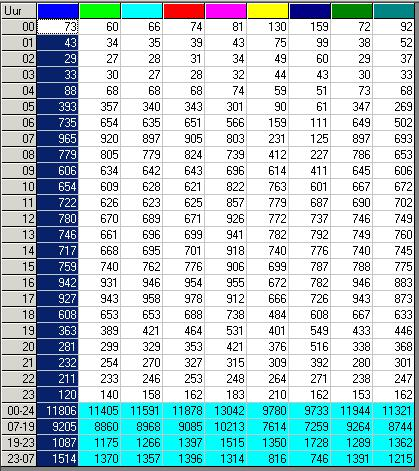 Uur
00 73 60 66 74 81 130 159 72 92
01 43 34 35 39 43 75 99 38 52
02 29 27 28 31 34 49 60 29 37
03 33 30 27 28 32 44 43 30 33
04 88 68 68 68 74 59 51 73 68
05 393 357 340 343 301 90 61 347 269
06 735 654 635 651 566 159 111 649 502
07 965 920 897 905 803 231 125 897 693
08 779 805 779 824 739 412 227 786 653
09 606 634 642 643 696 614 411 645 606
10 654 609 628 621 822 763 601 667 672
11 722 626 623 625 857 779 687 690 702
12 780 670 689 671 926 772 737 746 749
13 746 661 696 699 941 782 792 749 760
14 717 668 695 701 918 740 776 740 745
15 759 740 762 776 906 699 787 788 775
16 942 931 946 954 955 672 782 946 883
17 927 943 958 978 912 666 726 943 873
18 608 653 653 688 738 484 608 667 633
19 363 389 421 464 531 401 549 433 446
20 281 299 329 353 421 376 516 338 368
21 232 254 270 327 315 309 392 280 301
22 211 233 246 253 248 264 271 238 247
23 120 140 158 162 183 210 162 153 162
00-24 11806 11405 11591 11878 13042 9780 9733 11944 11321
07-19 9205 8860 8968 9085 10213 7614 7259 9264 8744
19-23 1087 1175 1266 1397 1515 1350 1728 1289 1362
23-07 1514 1370 1357 1396 1314 816 746 1391 1215